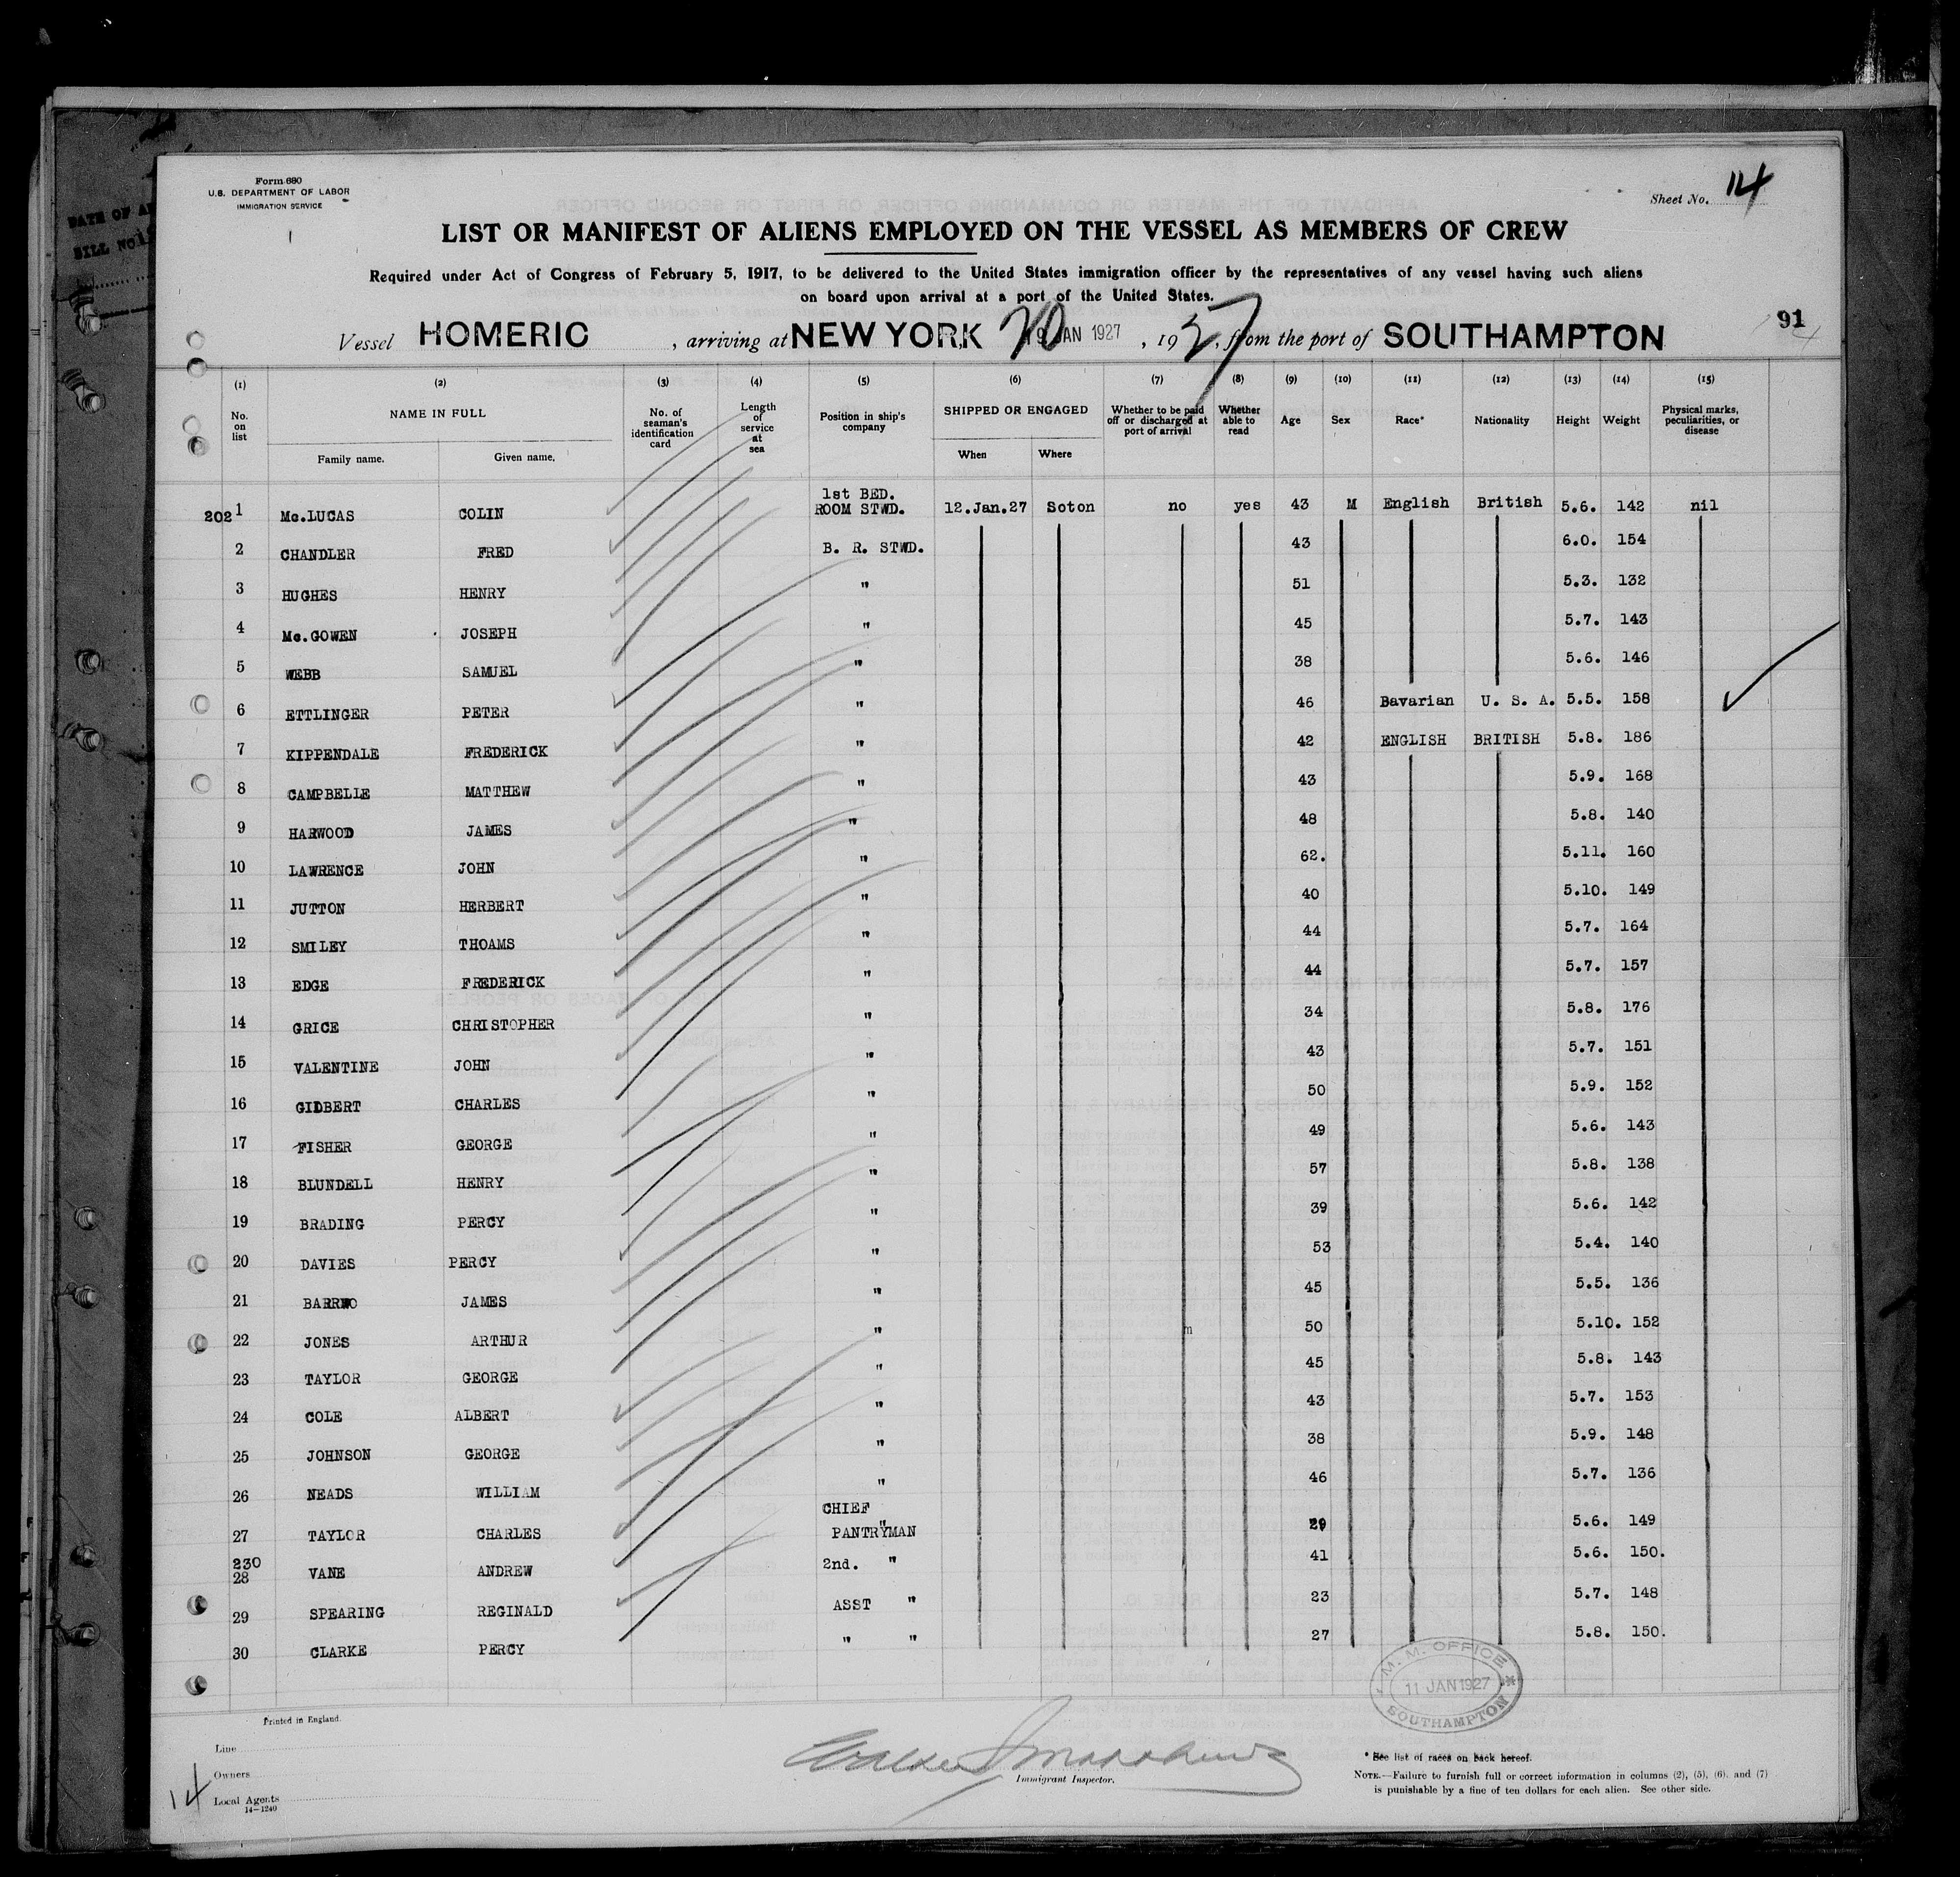 DATE OF
BILL NO.
Form 680
U.S. DEPARTMENT OF LABOR
IMMIGRATION SERVICE
Sheet No. 14
LIST OR MANIFEST OF ALIENS EMPLOYED ON THE VESSEL AS MEMBERS OF CREW
Required under Act of Congress of February 5, 1917, to be delivered to the United States immigration officer by the representatives of any vessel having such aliens
on board upon arrival at a port of the United States.
Vessel HOMERIC, arriving at NEW YORK 20 JAN 1927, 1927, from the port of SOUTHAMPTON
91
(1) (2) (3) (4) (5) (6) (7) (8) (9) (10) (11) (12) (13) (14) (15)
No. on list NAME IN FULL Family name. Given name. No. of seaman's identification card Length of service at sea Position in ship's company SHIPPED OR ENGAGED When Where Whether to be paid off or discharged at port of arrival Whether able to read Age Sex Race* Nationality Height Weight Physical marks, peculiarities, or disease
202 1 Mc.LUCAS COLIN 1st BED. ROOM STWD. 12.Jan.27 Soton no yes 43 M English British 5.6. 142 nil
2 CHANDLER FRED B. R. STWD. 43 6.0. 154
3 HUGHES HENRY " 51 5.3. 132
4 Mc.GOWEN JOSEPH " 45 5.7. 143
5 WEBB SAMUEL " 38 5.6. 146
6 ETTLINGER PETER " 46 Bavarian U. S. A. 5.5. 158
7 KIPPENDALE FREDERICK " 42 ENGLISH BRITISH 5.8. 186
8 CAMPBELLE MATTHEW " 43 5.9. 168
9 HARWOOD JAMES " 48 5.8. 140
10 LAWRENCE JOHN " 62. 5.11. 160
11 JUTTON HERBERT " 40 5.10. 149
12 SMILEY THOAMS " 44 5.7. 164
13 EDGE FREDERICK " 44 5.7. 157
14 GRICE CHRISTOPHER " 34 5.8. 176
15 VALENTINE JOHN " 43 5.7. 151
16 GIDBERT CHARLES " 50 5.9. 152
17 FISHER GEORGE " 49 5.6. 143
18 BLUNDELL HENRY " 57 5.8. 138
19 BRADING PERCY " 39 5.6. 142
20 DAVIES PERCY " 53 5.4. 140
21 BARRWO JAMES " 45 5.5. 136
22 JONES ARTHUR " m 50 5.10. 152
23 TAYLOR GEORGE " 45 5.8. 143
24 COLE ALBERT " 43 5.7. 153
25 JOHNSON GEORGE " 38 5.9. 148
26 NEADS WILLIAM " 46 5.7. 136
27 TAYLOR CHARLES CHIEF " PANTRYMAN 29 5.6. 149
230 28 VANE ANDREW 2nd. " 41 5.6. 150.
29 SPEARING REGINALD ASST " 23 5.7. 148
30 CLARKE PERCY " " 27 5.8. 150.
M. M. OFFICE
11 JAN 1927
SOUTHAMPTON
Printed in England.
Line
Owners
Local Agents
14—1240
14
Immigrant Inspector.
* See list of races on back hereof.
NOTE.—Failure to furnish full or correct information in columns (2), (5), (6), and (7)
is punishable by a fine of ten dollars for each alien. See other side.